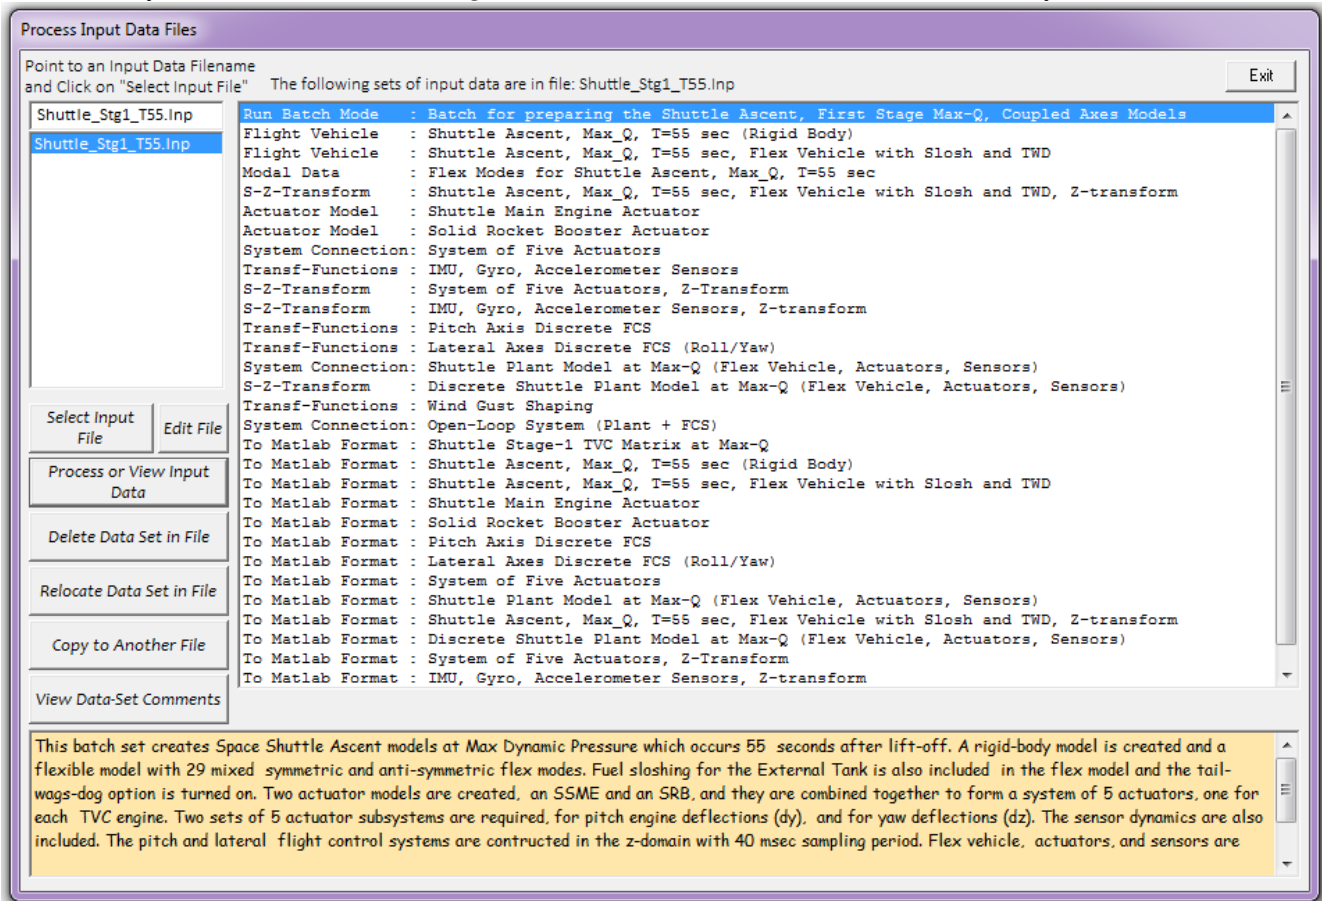 Process Input Data Files
Point to an Input Data Filename
and Click on "Select Input File"
The following sets of input data are in file: Shuttle_Stg1_T55.Inp
Exit
Shuttle_Stg1_T55.Inp
Shuttle_Stg1_T55.Inp
Run Batch Mode : Batch for preparing the Shuttle Ascent, First Stage Max-Q, Coupled Axes Models
Flight Vehicle : Shuttle Ascent, Max_Q, T=55 sec (Rigid Body)
Flight Vehicle : Shuttle Ascent, Max_Q, T=55 sec, Flex Vehicle with Slosh and TWD
Modal Data : Flex Modes for Shuttle Ascent, Max_Q, T=55 sec
S-Z-Transform : Shuttle Ascent, Max_Q, T=55 sec, Flex Vehicle with Slosh and TWD, Z-transform
Actuator Model : Shuttle Main Engine Actuator
Actuator Model : Solid Rocket Booster Actuator
System Connection: System of Five Actuators
Transf-Functions : IMU, Gyro, Accelerometer Sensors
S-Z-Transform : System of Five Actuators, Z-Transform
S-Z-Transform : IMU, Gyro, Accelerometer Sensors, Z-transform
Transf-Functions : Pitch Axis Discrete FCS
Transf-Functions : Lateral Axes Discrete FCS (Roll/Yaw)
System Connection: Shuttle Plant Model at Max-Q (Flex Vehicle, Actuators, Sensors)
S-Z-Transform : Discrete Shuttle Plant Model at Max-Q (Flex Vehicle, Actuators, Sensors)
Transf-Functions : Wind Gust Shaping
System Connection: Open-Loop System (Plant + FCS)
To Matlab Format : Shuttle Stage-1 TVC Matrix at Max-Q
To Matlab Format : Shuttle Ascent, Max_Q, T=55 sec (Rigid Body)
To Matlab Format : Shuttle Ascent, Max_Q, T=55 sec, Flex Vehicle with Slosh and TWD
To Matlab Format : Shuttle Main Engine Actuator
To Matlab Format : Solid Rocket Booster Actuator
To Matlab Format : Pitch Axis Discrete FCS
To Matlab Format : Lateral Axes Discrete FCS (Roll/Yaw)
To Matlab Format : System of Five Actuators
To Matlab Format : Shuttle Plant Model at Max-Q (Flex Vehicle, Actuators, Sensors)
To Matlab Format : Shuttle Ascent, Max_Q, T=55 sec, Flex Vehicle with Slosh and TWD, Z-transform
To Matlab Format : Discrete Shuttle Plant Model at Max-Q (Flex Vehicle, Actuators, Sensors)
To Matlab Format : System of Five Actuators, Z-Transform
To Matlab Format : IMU, Gyro, Accelerometer Sensors, Z-transform
Select Input
File
Edit File
Process or View Input
Data
Delete Data Set in File
Relocate Data Set in File
Copy to Another File
View Data-Set Comments
This batch set creates Space Shuttle Ascent models at Max Dynamic Pressure which occurs 55 seconds after lift-off. A rigid-body model is created and a
flexible model with 29 mixed symmetric and anti-symmetric flex modes. Fuel sloshing for the External Tank is also included in the flex model and the tail-
wags-dog option is turned on. Two actuator models are created, an SSME and an SRB, and they are combined together to form a system of 5 actuators, one for
each TVC engine. Two sets of 5 actuator subsystems are required, for pitch engine deflections (dy), and for yaw deflections (dz). The sensor dynamics are also
included. The pitch and lateral flight control systems are contructed in the z-domain with 40 msec sampling period. Flex vehicle, actuators, and sensors are